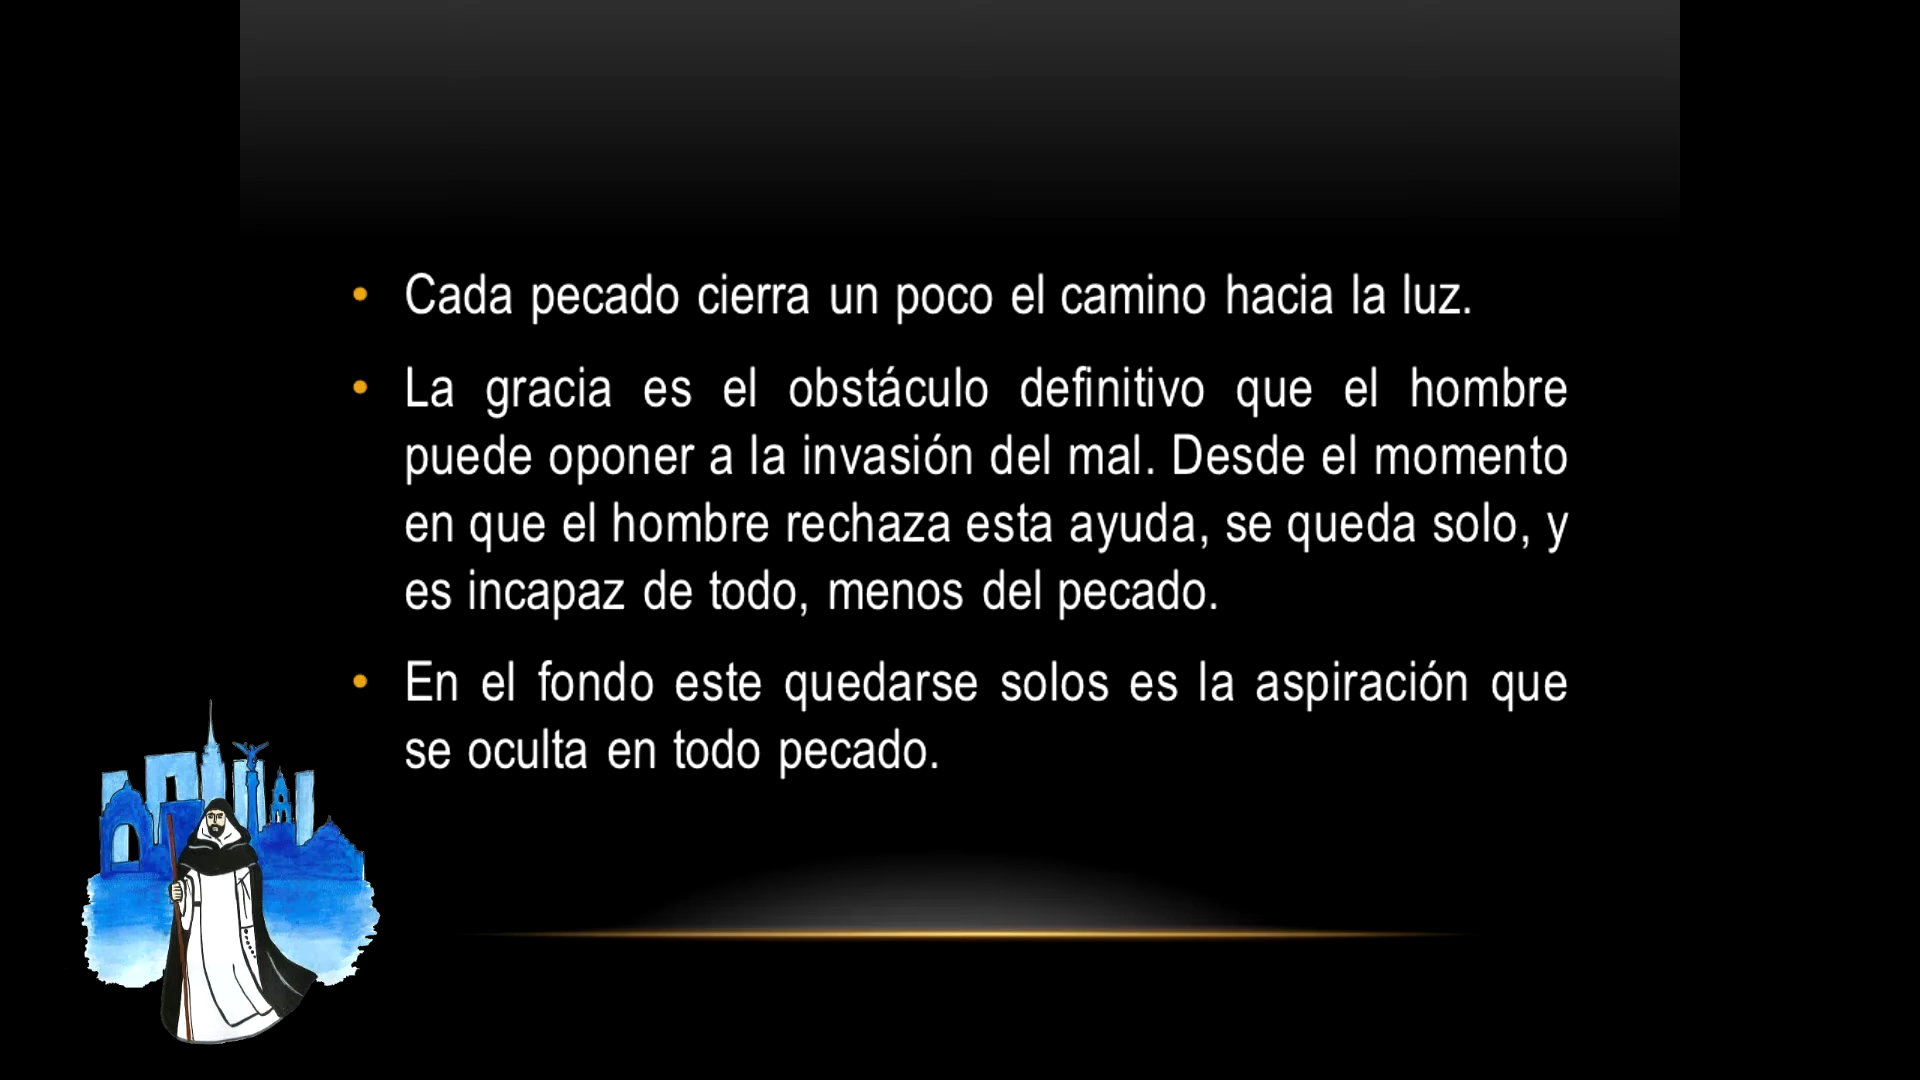 • Cada pecado cierra un poco el camino hacia la luz.
• La gracia es el obstáculo definitivo que el hombre
puede oponer a la invasión del mal. Desde el momento
en que el hombre rechaza esta ayuda, se queda solo, y
es incapaz de todo, menos del pecado.
• En el fondo este quedarse solos es la aspiración que
se oculta en todo pecado.